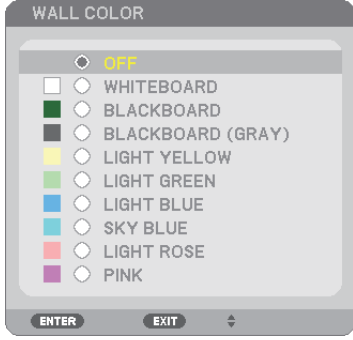 WALL COLOR
OFF
WHITEBOARD
BLACKBOARD
BLACKBOARD (GRAY)
LIGHT YELLOW
LIGHT GREEN
LIGHT BLUE
SKY BLUE
LIGHT ROSE
PINK
ENTER EXIT